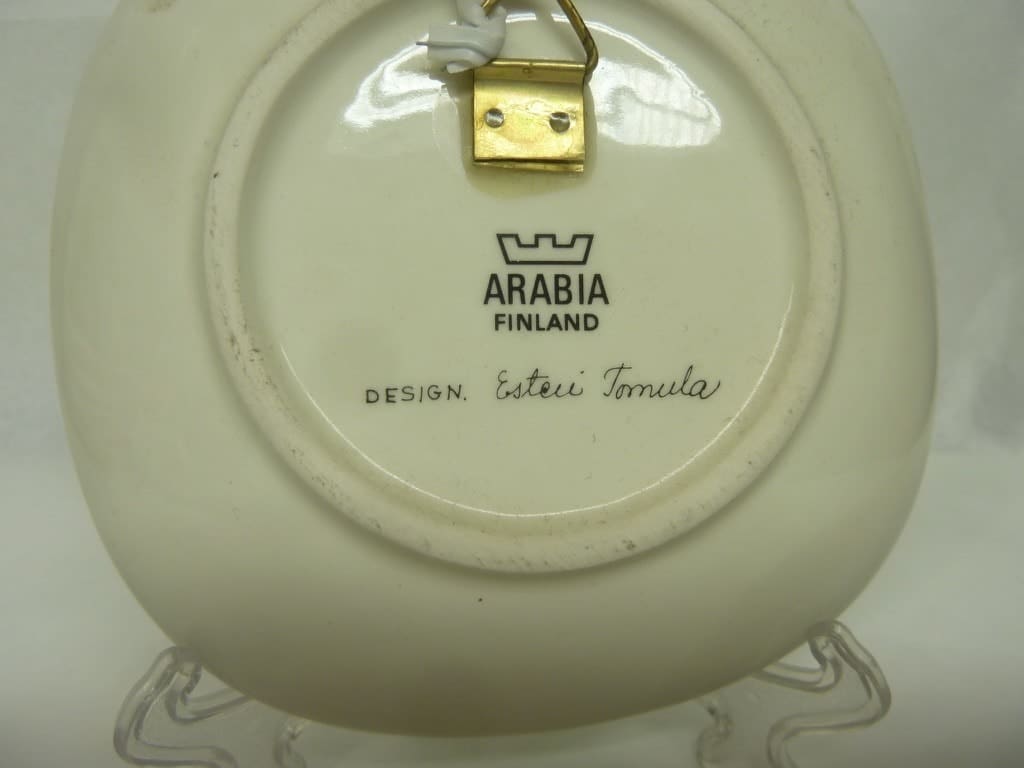 ARABIA
FINLAND
DESIGN. Esteri Tomula